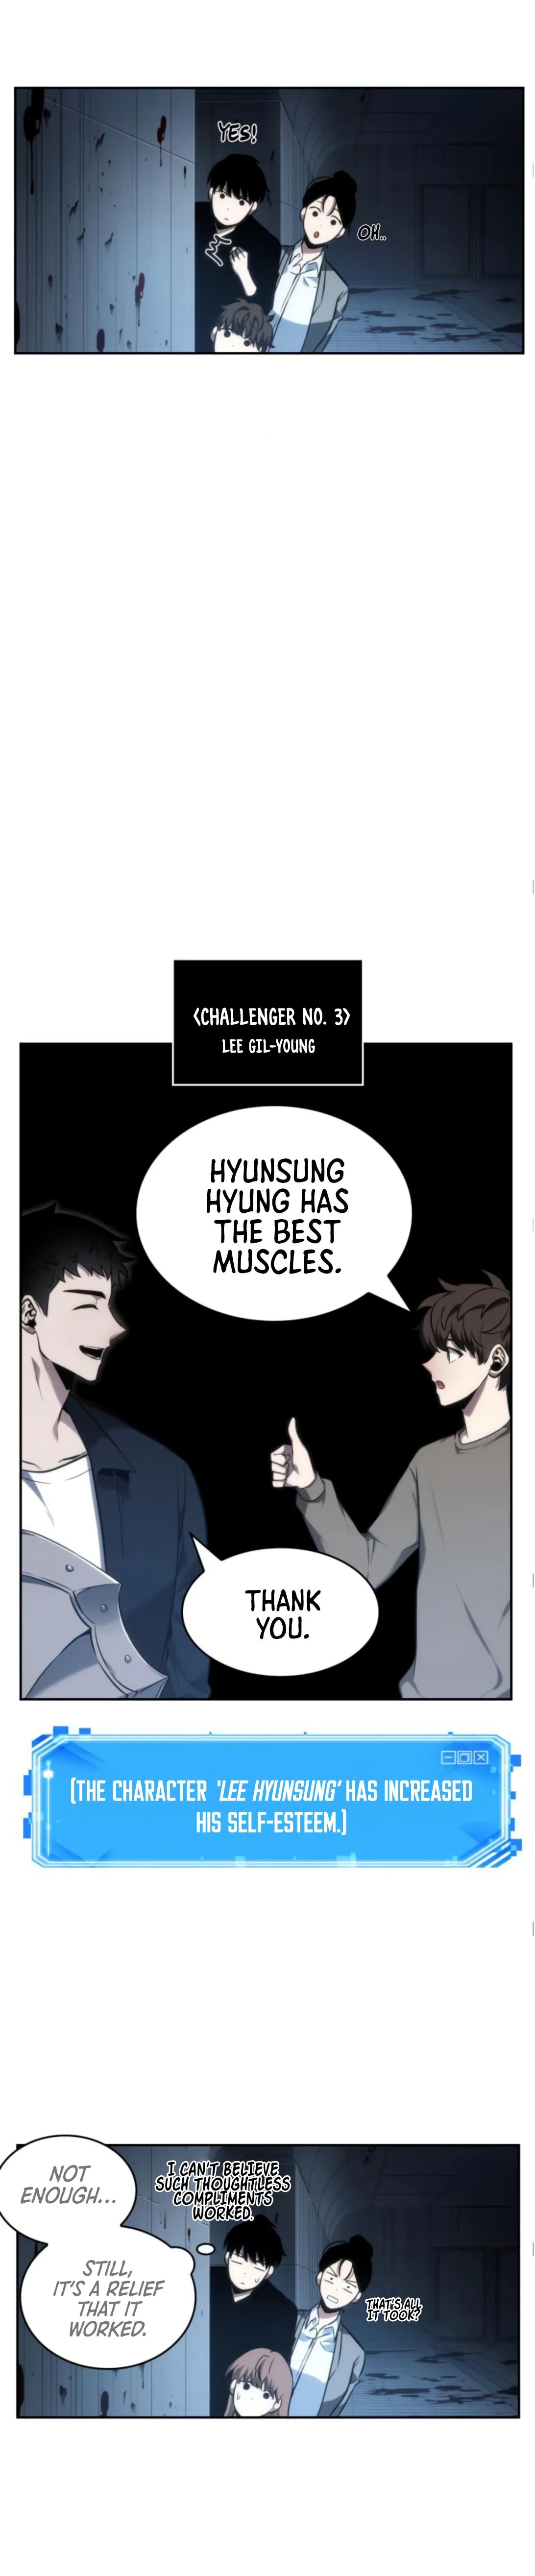 YES!
OH..
<CHALLENGER NO. 3>
LEE GIL-YOUNG
HYUNSUNG
HYUNG HAS
THE BEST
MUSCLES.
THANK
YOU.
[THE CHARACTER 'LEE HYUNSUNG' HAS INCREASED
HIS SELF-ESTEEM.]
NOT
ENOUGH...
I CAN'T BELIEVE
SUCH THOUGHTLESS
COMPLIMENTS
WORKED.
STILL,
IT'S A RELIEF
THAT IT
WORKED.
THAT'S ALL
IT TOOK?